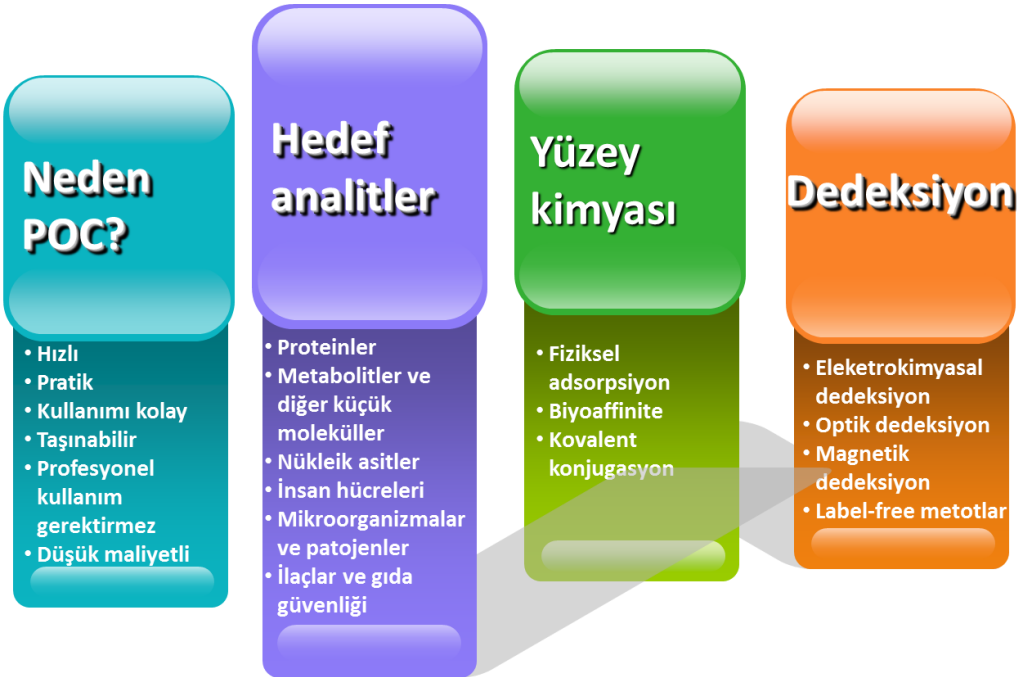 Neden
POC?
• Hızlı
• Pratik
• Kullanımı kolay
• Taşınabilir
• Profesyonel
kullanım
gerektirmez
• Düşük maliyetli
Hedef
analitler
• Proteinler
• Metabolitler ve
diğer küçük
moleküller
• Nükleik asitler
• İnsan hücreleri
• Mikroorganizmalar
ve patojenler
• İlaçlar ve gıda
güvenliği
Yüzey
kimyası
• Fiziksel
adsorpsiyon
• Biyoaffinite
• Kovalent
konjugasyon
Dedeksiyon
• Eleketrokimyasal
dedeksiyon
• Optik dedeksiyon
• Magnetik
dedeksiyon
• Label-free metotlar